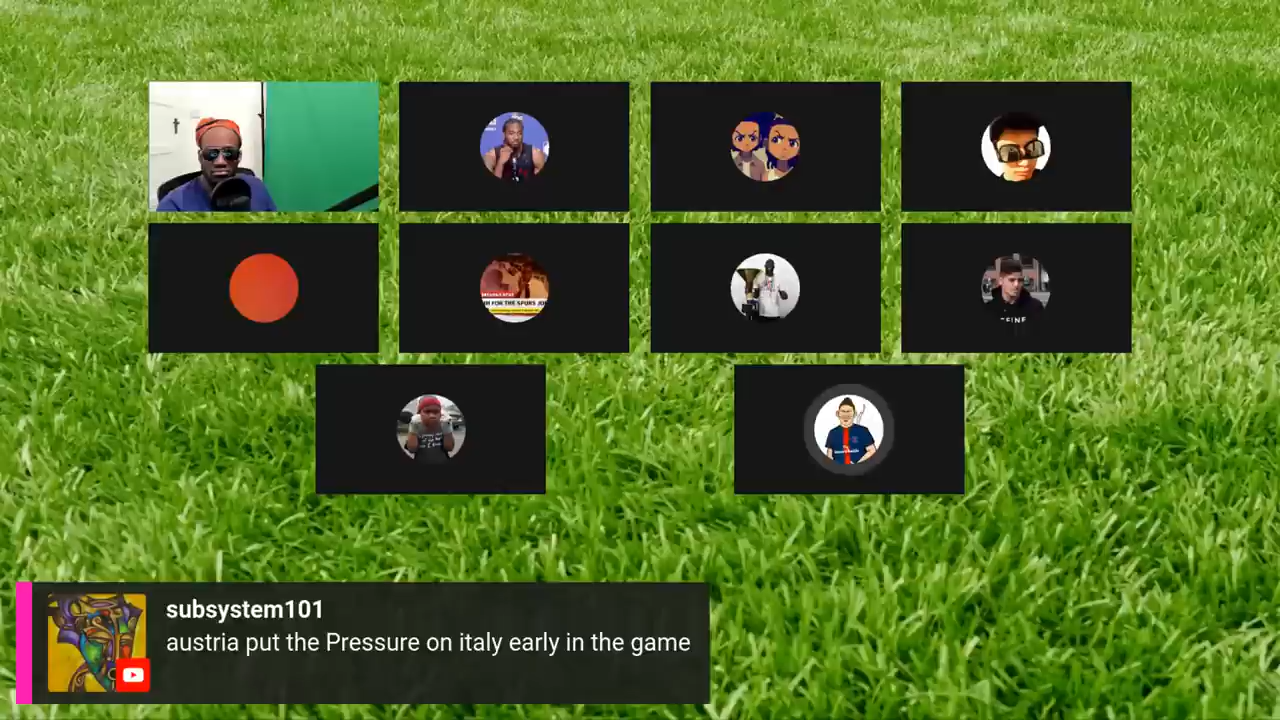 subsystem101
austria put the Pressure on italy early in the game